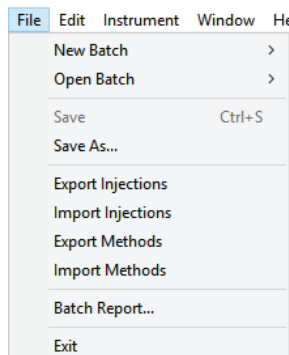 File Edit Instrument Window He
New Batch >
Open Batch >
Save Ctrl+S
Save As...
Export Injections
Import Injections
Export Methods
Import Methods
Batch Report...
Exit